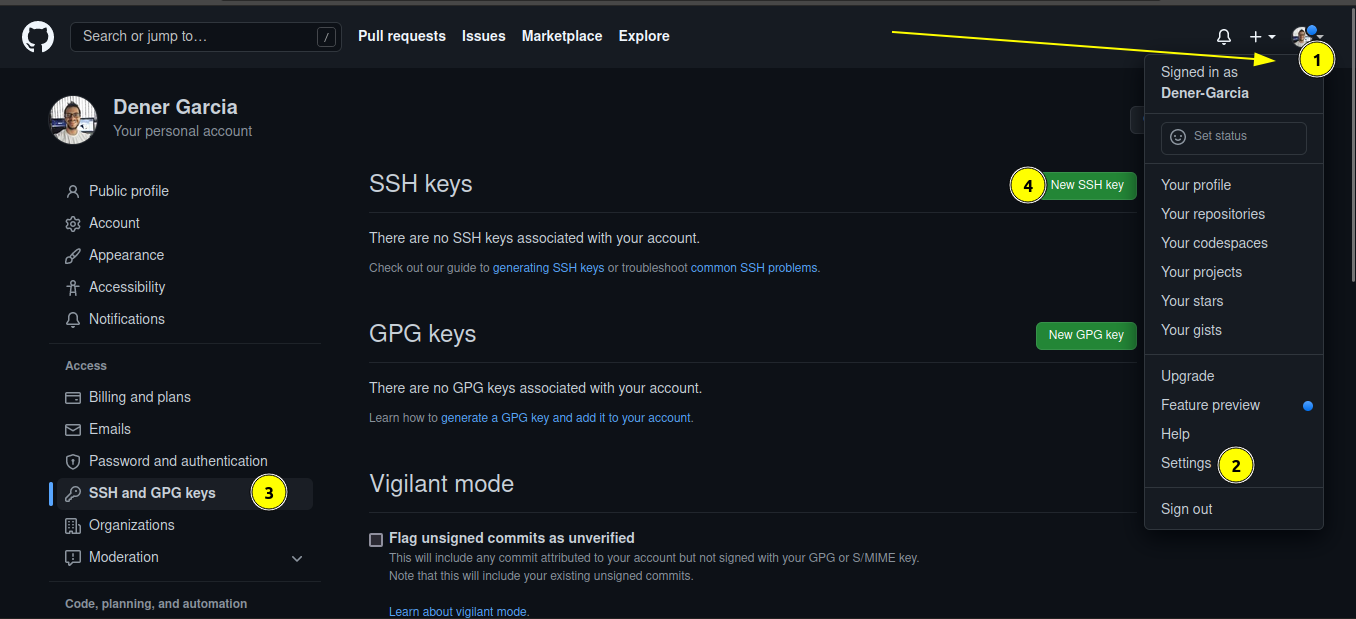 Search or jump to…
/
Pull requests
Issues
Marketplace
Explore
1
Signed in as
Dener-Garcia
Set status
Your profile
Your repositories
Your codespaces
Your projects
Your stars
Your gists
Upgrade
Feature preview
Help
Settings
2
Sign out
Dener Garcia
Your personal account
Public profile
Account
Appearance
Accessibility
Notifications
Access
Billing and plans
Emails
Password and authentication
SSH and GPG keys
3
Organizations
Moderation
Code, planning, and automation
SSH keys
4
New SSH key
There are no SSH keys associated with your account.
Check out our guide to generating SSH keys or troubleshoot common SSH problems.
GPG keys
New GPG key
There are no GPG keys associated with your account.
Learn how to generate a GPG key and add it to your account.
Vigilant mode
Flag unsigned commits as unverified
This will include any commit attributed to your account but not signed with your GPG or S/MIME key.
Note that this will include your existing unsigned commits.
Learn about vigilant mode.